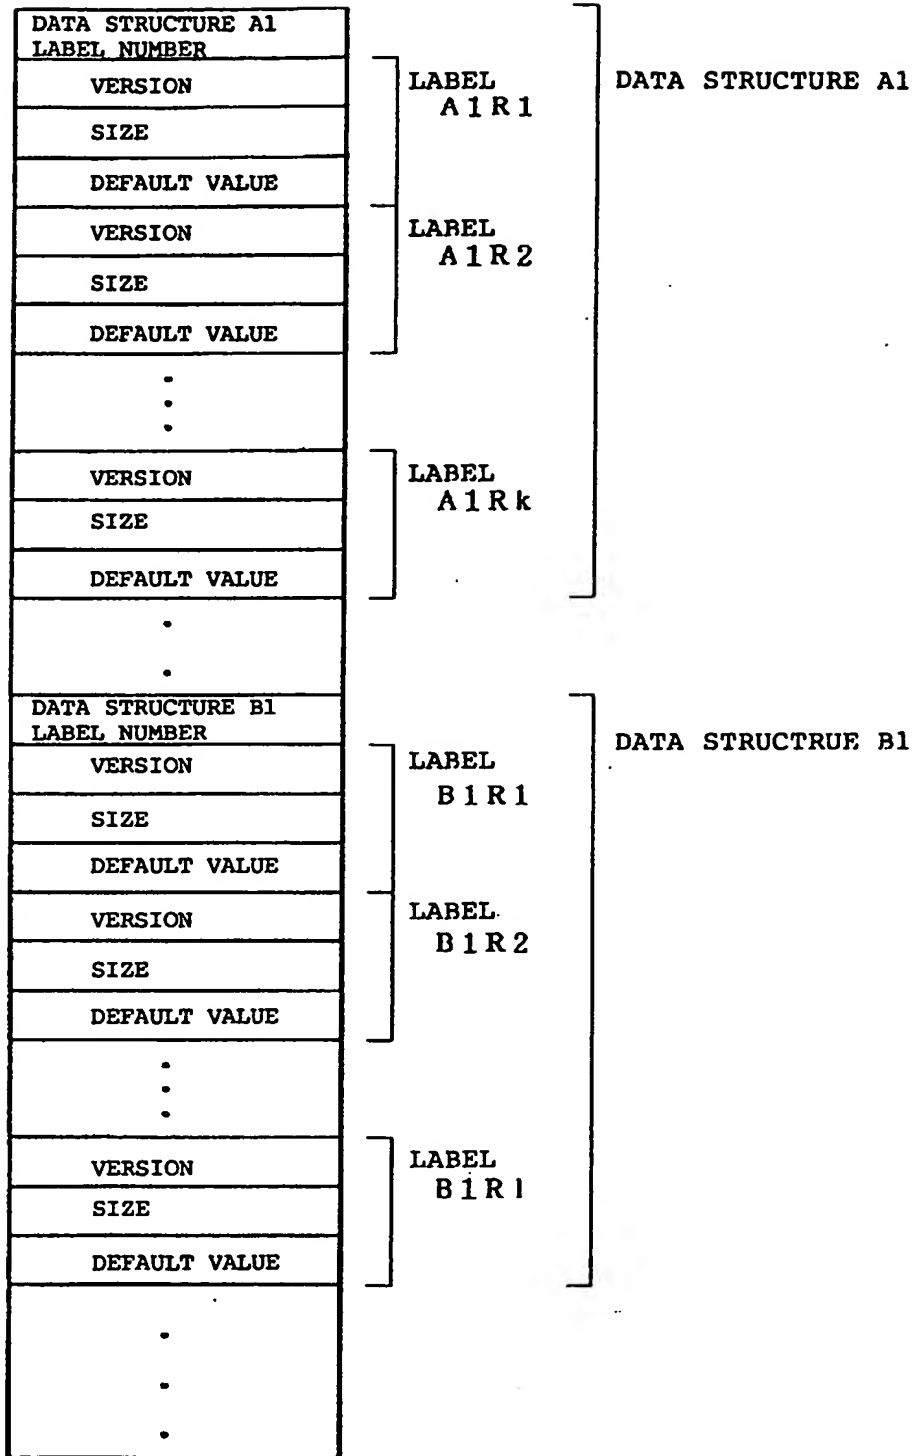 DATA STRUCTURE A1
LABEL NUMBER
VERSION
SIZE
DEFAULT VALUE
LABEL
A1R1
DATA STRUCTURE A1
VERSION
SIZE
DEFAULT VALUE
LABEL
A1R2
VERSION
SIZE
DEFAULT VALUE
LABEL
A1Rk
DATA STRUCTURE B1
LABEL NUMBER
VERSION
SIZE
DEFAULT VALUE
LABEL
B1R1
DATA STRUCTRUE B1
VERSION
SIZE
DEFAULT VALUE
LABEL
B1R2
VERSION
SIZE
DEFAULT VALUE
LABEL
B1Rl